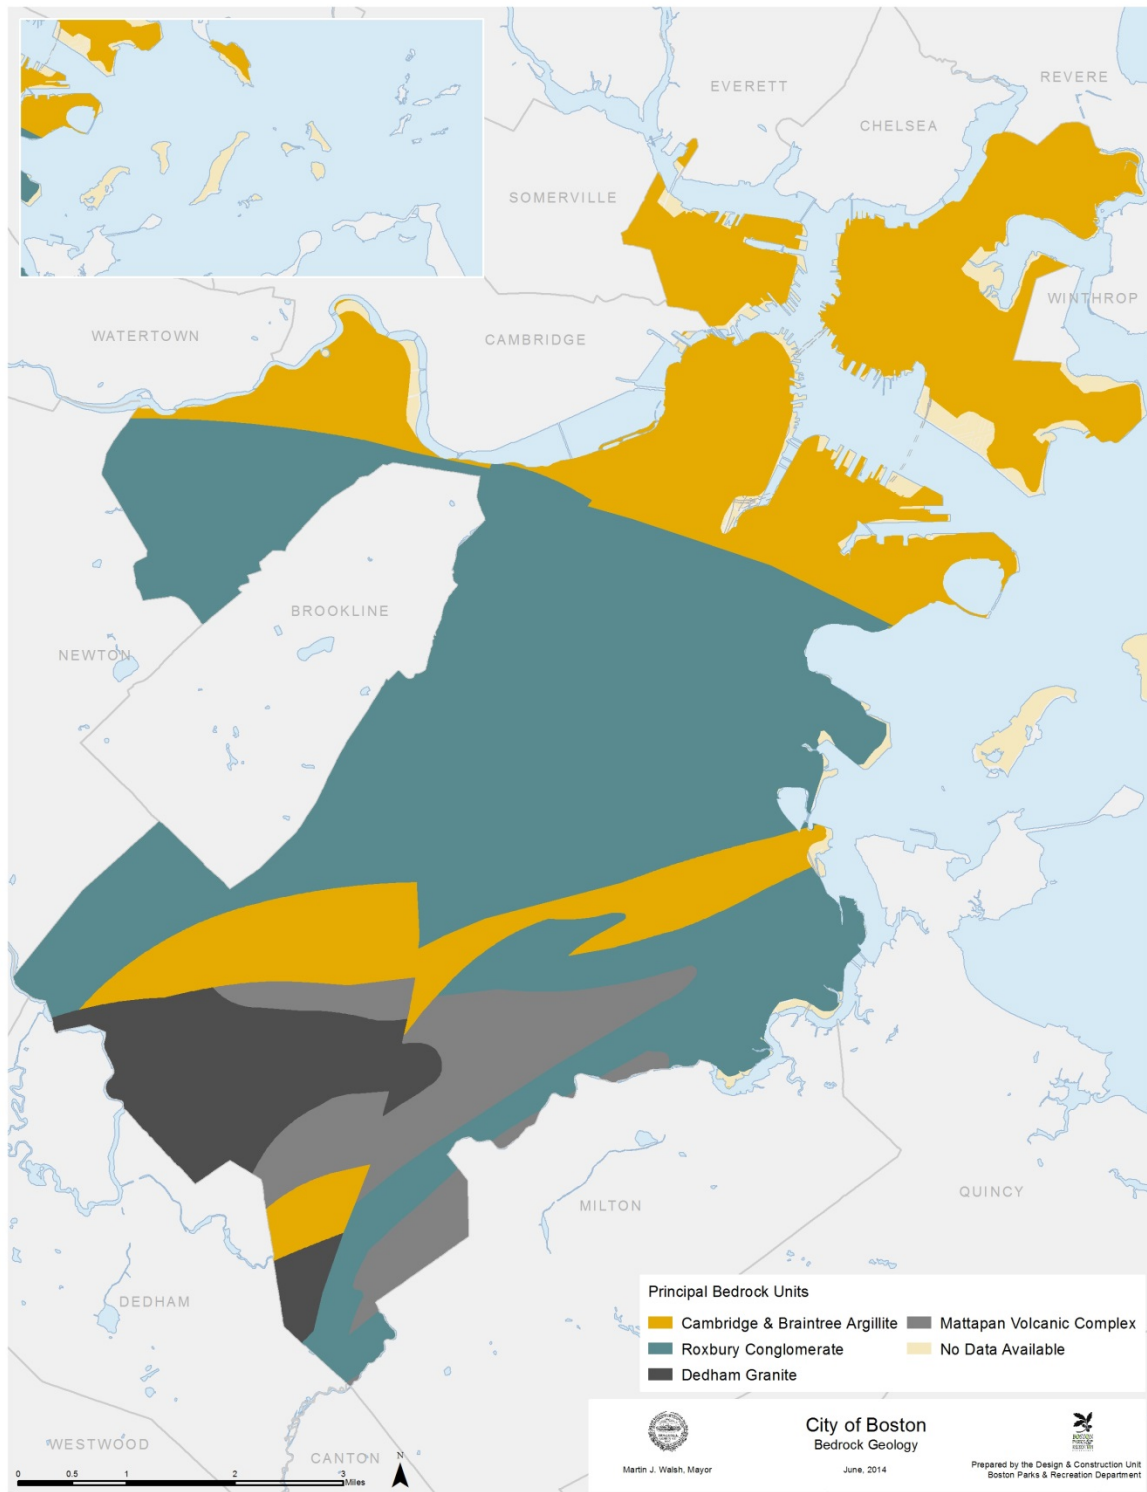 REVERE
EVERETT
CHELSEA
SOMERVILLE
WINTHROP
WATERTOWN
CAMBRIDGE
BROOKLINE
NEWTON
QUINCY
MILTON
DEDHAM
WESTWOOD
CANTON
Principal Bedrock Units
Cambridge & Braintree Argillite
Mattapan Volcanic Complex
Roxbury Conglomerate
No Data Available
Dedham Granite
City of Boston
Bedrock Geology
Martin J. Walsh, Mayor
June, 2014
Prepared by the Design & Construction Unit
Boston Parks & Recreation Department
N
0 0.5 1 2 3
Miles